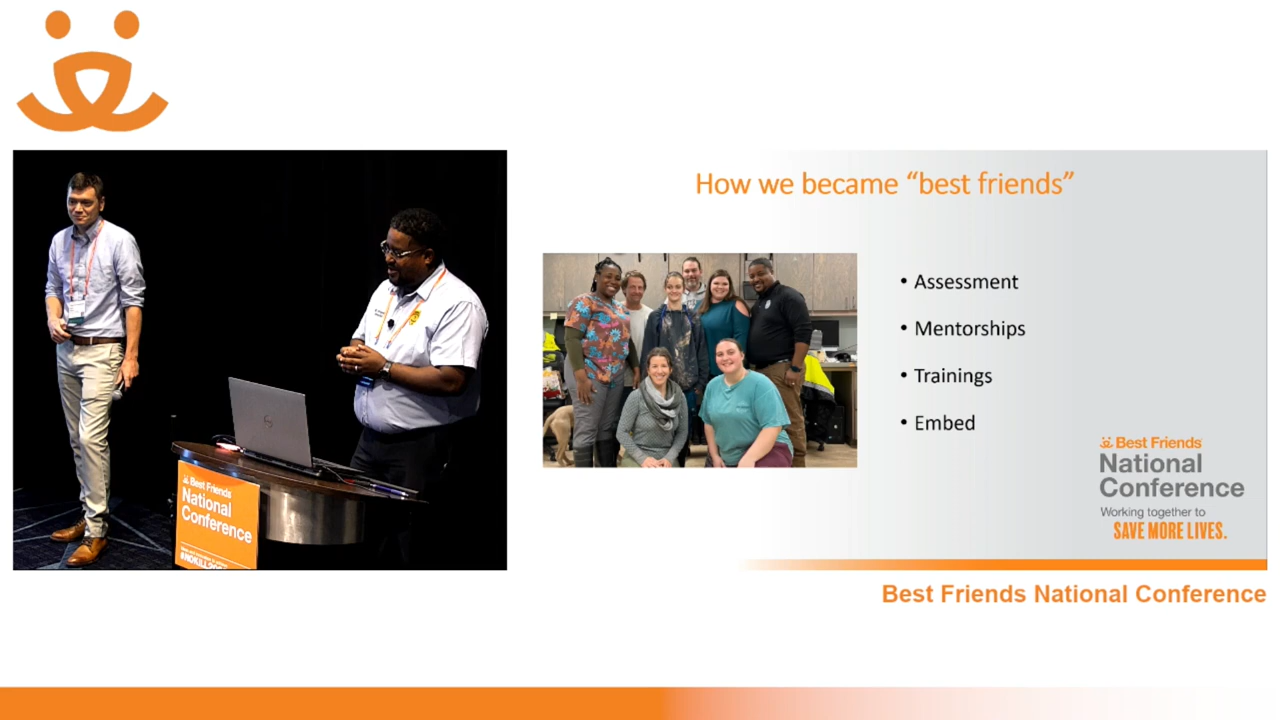 How we became “best friends”
• Assessment
• Mentorships
• Trainings
• Embed
Best Friends
National
Conference
Working together to
SAVE MORE LIVES.
Best Friends
National
Conference
Best Friends National Conference